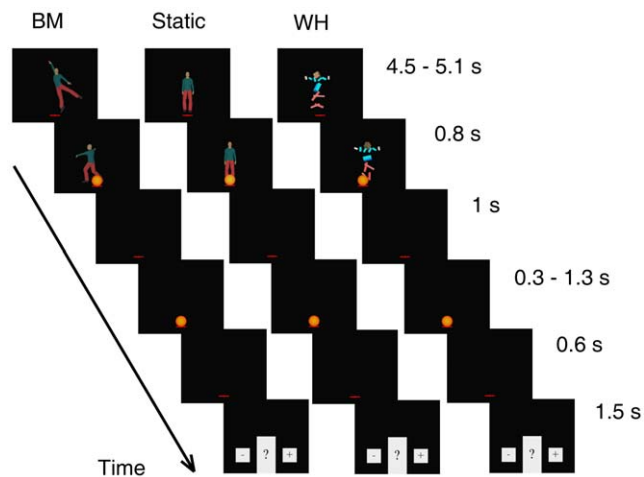 BM Static WH
4.5 - 5.1 s
0.8 s
1 s
0.3 - 1.3 s
0.6 s
1.5 s
- ? + - ? + - ? +
Time